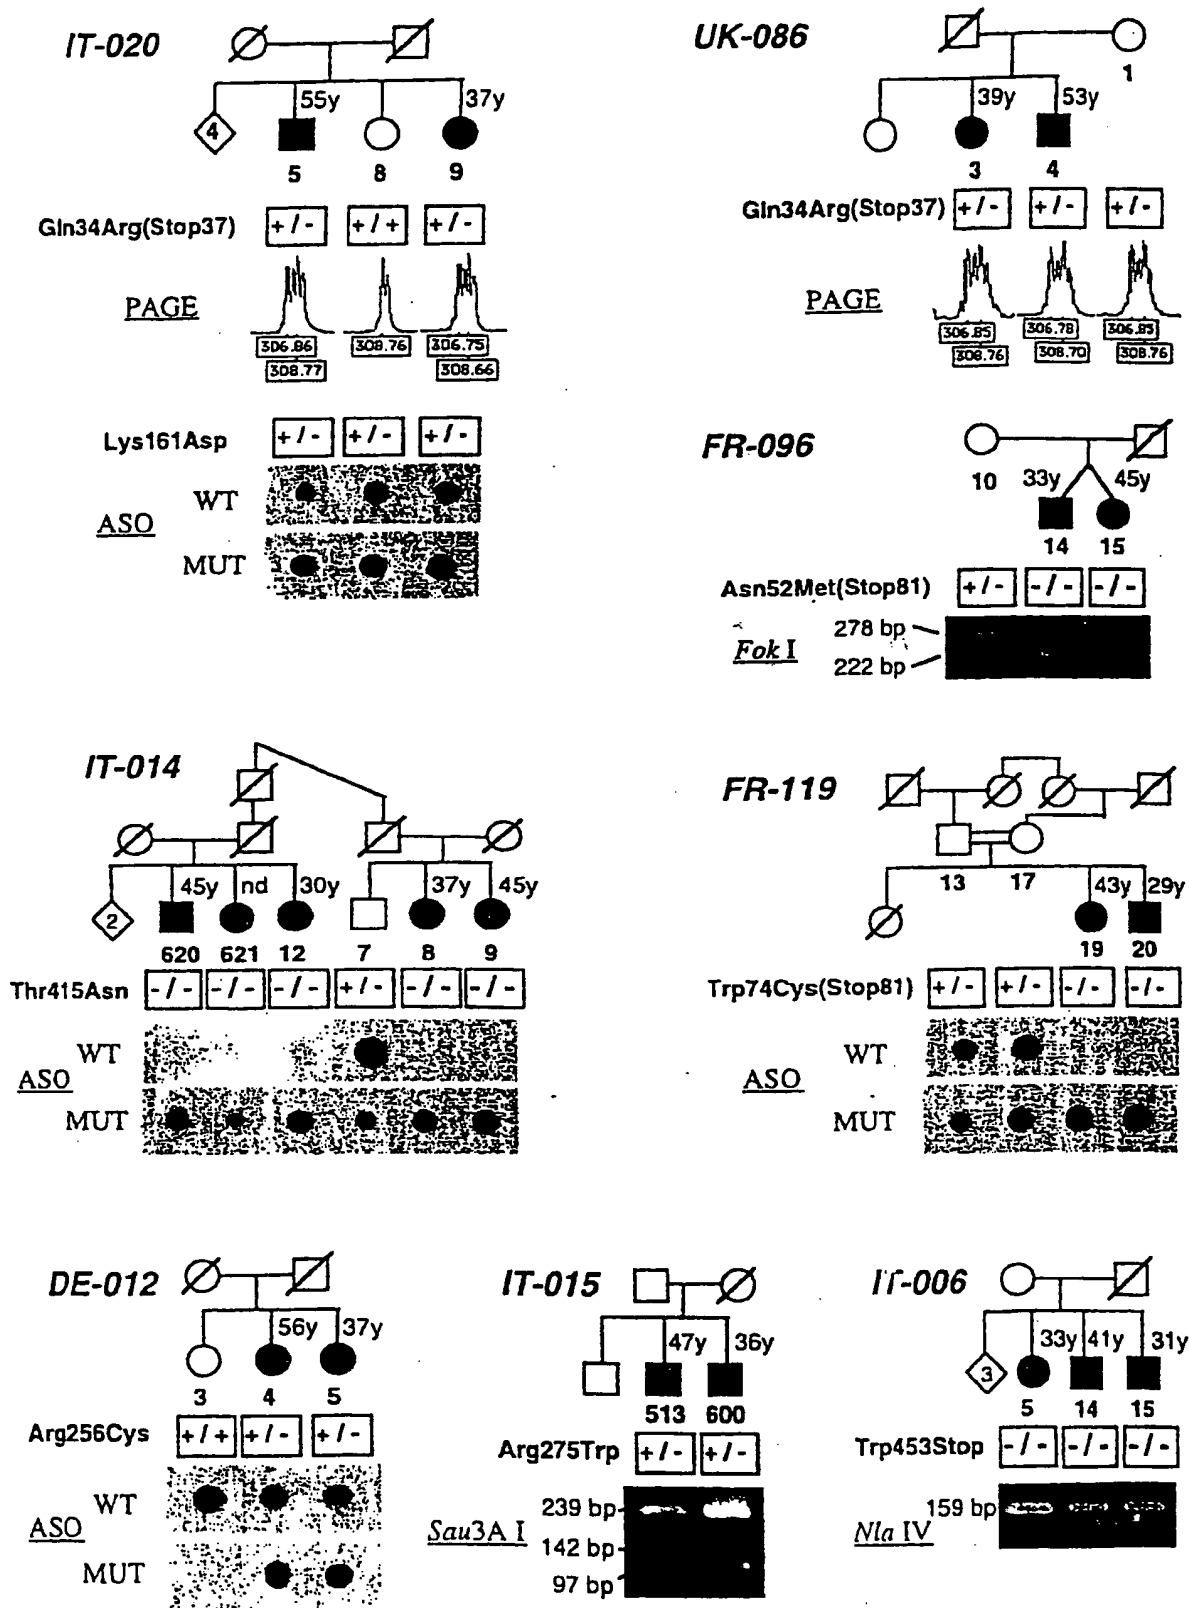 IT-020
4
55y
37y
5 8 9
Gln34Arg(Stop37) +/- +/+ +/-
PAGE
306.86
308.77
308.76
306.75
308.66
Lys161Asp +/- +/- +/-
WT
ASO
MUT
UK-086
1
39y
53y
3 4
Gln34Arg(Stop37) +/- +/- +/-
PAGE
306.85
308.76
306.78
308.70
306.83
308.76
FR-096
10 33y 45y
14 15
Asn52Met(Stop81) +/- -/- -/-
278 bp
Fok I
222 bp
IT-014
2
45y nd 30y 37y 45y
620 621 12 7 8 9
Thr415Asn -/- -/- -/- +/- -/- -/-
WT
ASO
MUT
FR-119
13 17 43y 29y
19 20
Trp74Cys(Stop81) +/- +/- -/- -/-
WT
ASO
MUT
DE-012
56y 37y
3 4 5
Arg256Cys +/+ +/- +/-
WT
ASO
MUT
IT-015
47y 36y
513 600
Arg275Trp +/- +/-
239 bp
Sau3A I
142 bp
97 bp
IT-006
3
33y 41y 31y
5 14 15
Trp453Stop -/- -/- -/-
159 bp
Nla IV